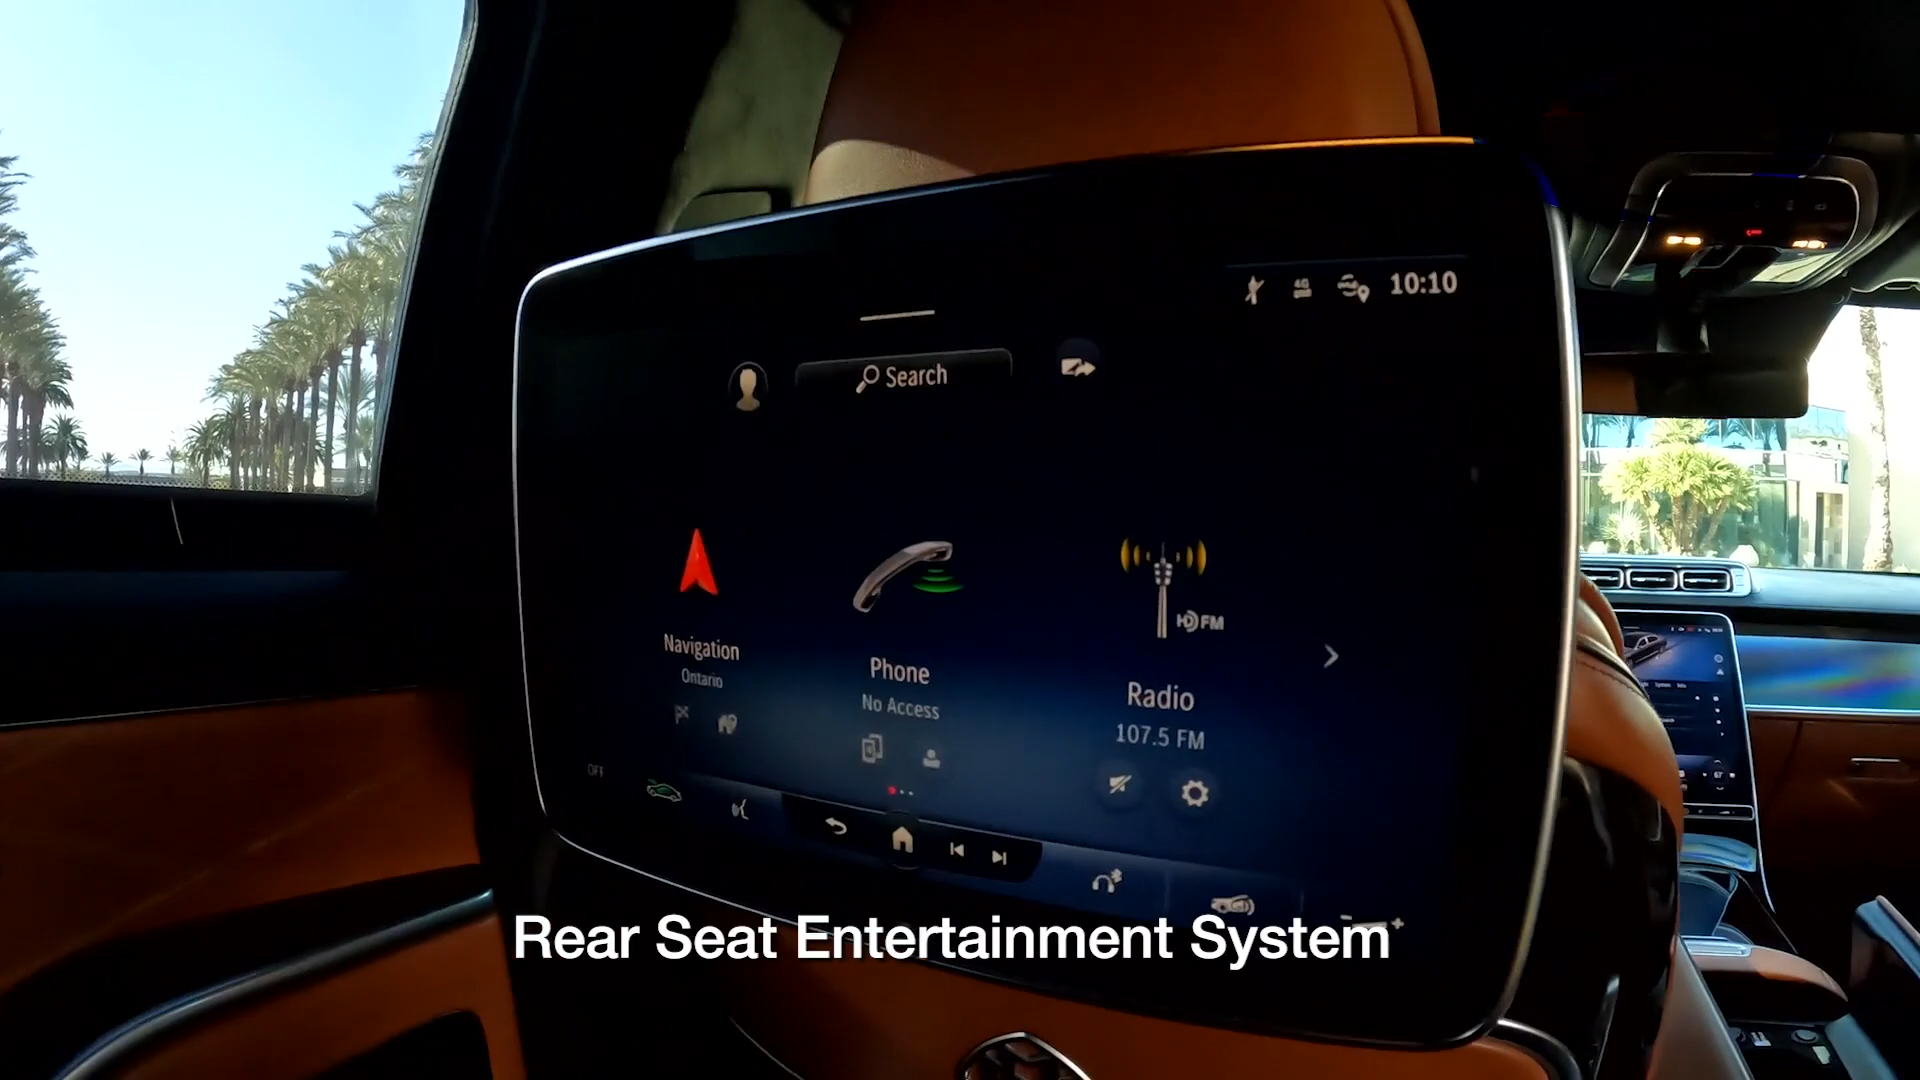 4G
10:10
Search
HD FM
Navigation
Ontario
Phone
No Access
Radio
107.5 FM
OFF
Rear Seat Entertainment System